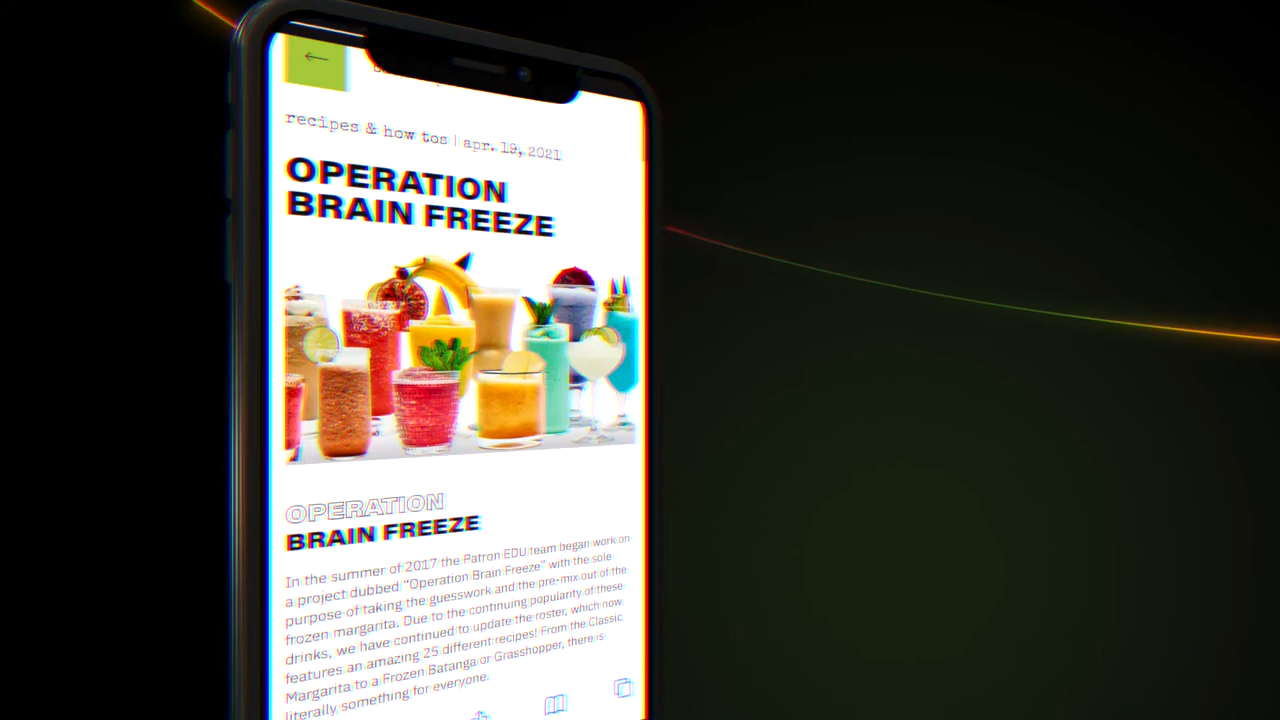 recipes & how tos | apr. 19, 2021
OPERATION
BRAIN FREEZE
OPERATION
BRAIN FREEZE
In the summer of 2017 the Patron EDU team began work on
a project dubbed "Operation Brain Freeze" with the sole
purpose of taking the guesswork and the pre-mix out of the
frozen margarita. Due to the continuing popularity of these
drinks, we have continued to update the roster, which now
features an amazing 25 different recipes! From the Classic
Margarita to a Frozen Batanga or Grasshopper, there is
literally something for everyone.